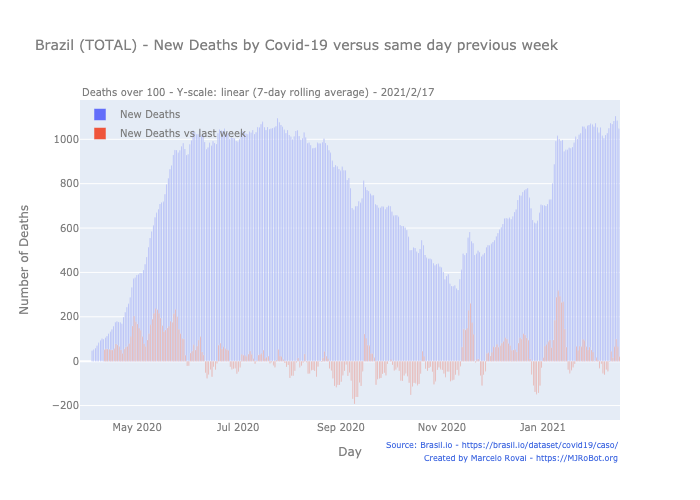 Brazil (TOTAL) - New Deaths by Covid-19 versus same day previous week
Deaths over 100 - Y-scale: linear (7-day rolling average) - 2021/2/17
New Deaths
New Deaths vs last week
1000
800
600
400
200
0
−200
Number of Deaths
May 2020
Jul 2020
Sep 2020
Nov 2020
Jan 2021
Day
Source: Brasil.io - https://brasil.io/dataset/covid19/caso/
Created by Marcelo Rovai - https://MJRoBot.org